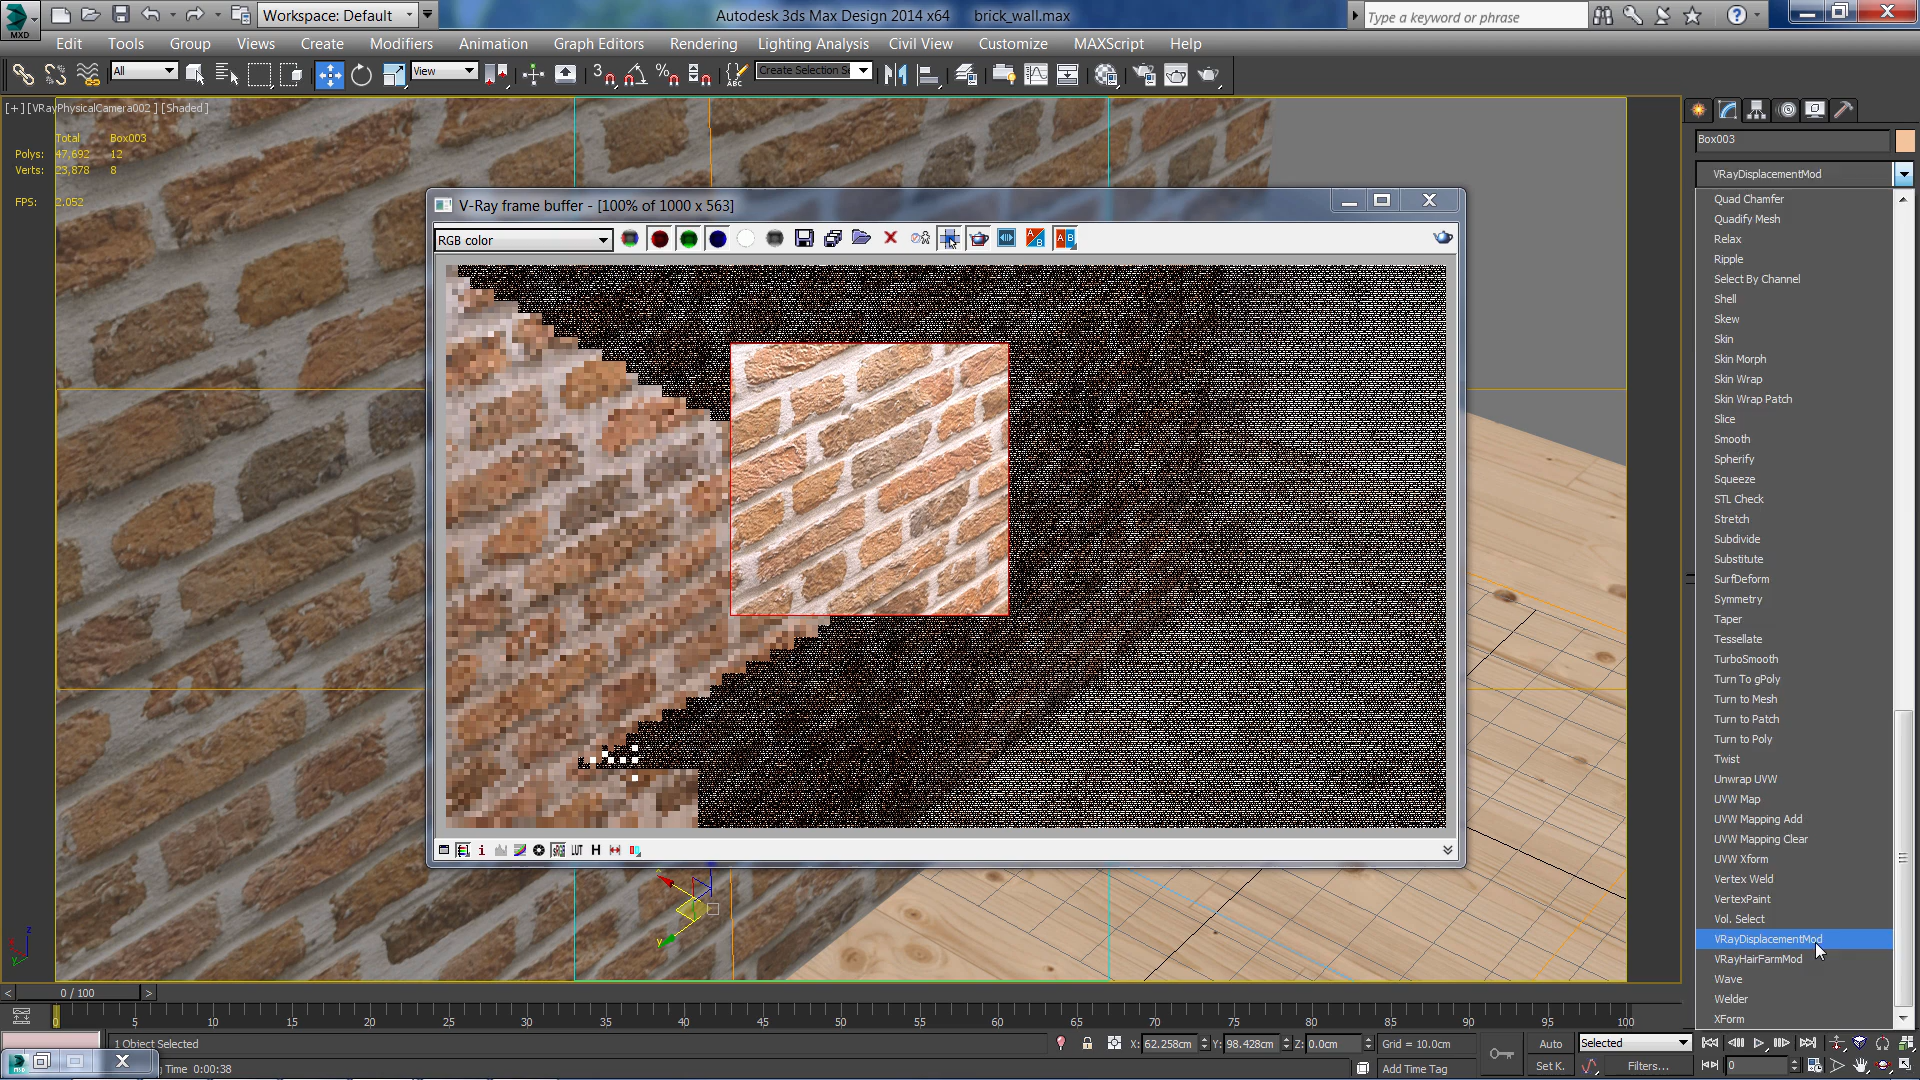 Workspace: Default
Autodesk 3ds Max Design 2014 x64 brick_wall.max
Type a keyword or phrase
MXD
Edit Tools Group Views Create Modifiers Animation Graph Editors Rendering Lighting Analysis Civil View Customize MAXScript Help
All
View
Create Selection S
[+] [VRayPhysicalCamera002 ] [Shaded ]
Total Box003
Polys: 47,692 12
Verts: 23,878 8
FPS: 2.052
V-Ray frame buffer - [100% of 1000 x 563]
RGB color
Box003
VRayDisplacementMod
Quad Chamfer
Quadify Mesh
Relax
Ripple
Select By Channel
Shell
Skew
Skin
Skin Morph
Skin Wrap
Skin Wrap Patch
Slice
Smooth
Spherify
Squeeze
STL Check
Stretch
Subdivide
Substitute
SurfDeform
Symmetry
Taper
Tessellate
TurboSmooth
Turn To gPoly
Turn to Mesh
Turn to Patch
Turn to Poly
Twist
Unwrap UVW
UVW Map
UVW Mapping Add
UVW Mapping Clear
UVW Xform
Vertex Weld
VertexPaint
Vol. Select
VRayDisplacementMod
VRayHairFarmMod
Wave
Welder
XForm
LUT H
0 / 100
0 5 10 15 20 25 30 35 40 45 50 55 60 65 70 75 80 85 90 95 100
1 Object Selected
X: 62.258cm Y: 98.428cm Z: 0.0cm Grid = 10.0cm
Auto Selected
Time 0:00:38
Add Time Tag
Set K. Filters... 0